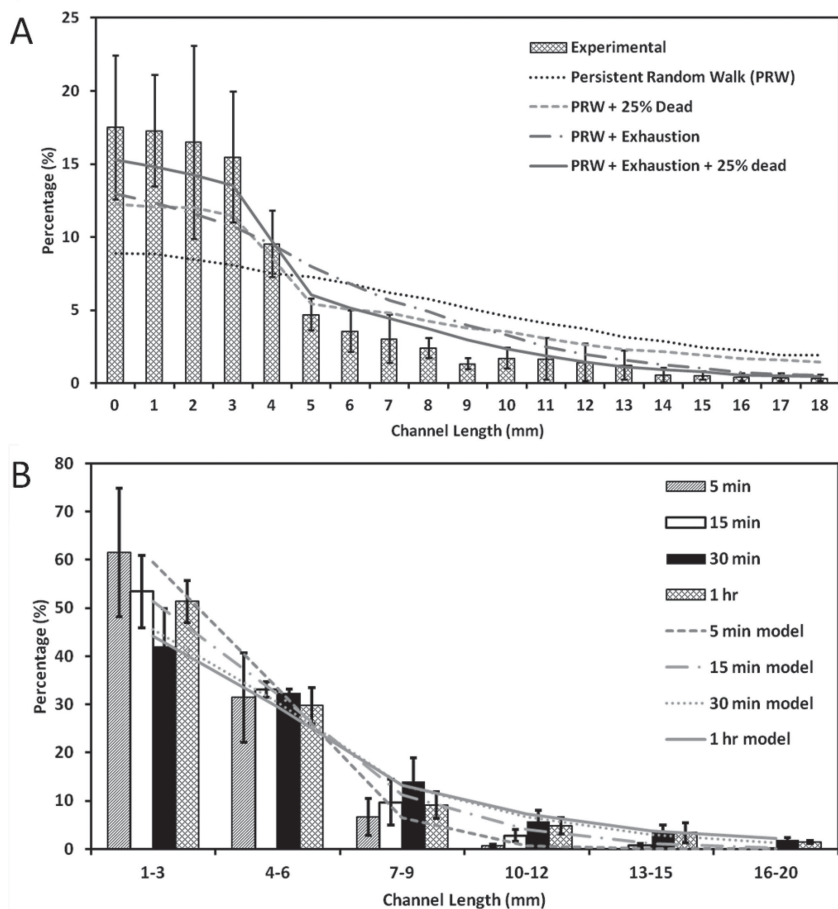 A
25
20
15
10
5
0
Percentage (%)
Experimental
Persistent Random Walk (PRW)
PRW + 25% Dead
PRW + Exhaustion
PRW + Exhaustion + 25% dead
0 1 2 3 4 5 6 7 8 9 10 11 12 13 14 15 16 17 18
Channel Length (mm)
B
80
70
60
50
40
30
20
10
0
Percentage (%)
5 min
15 min
30 min
1 hr
5 min model
15 min model
30 min model
1 hr model
1-3 4-6 7-9 10-12 13-15 16-20
Channel Length (mm)